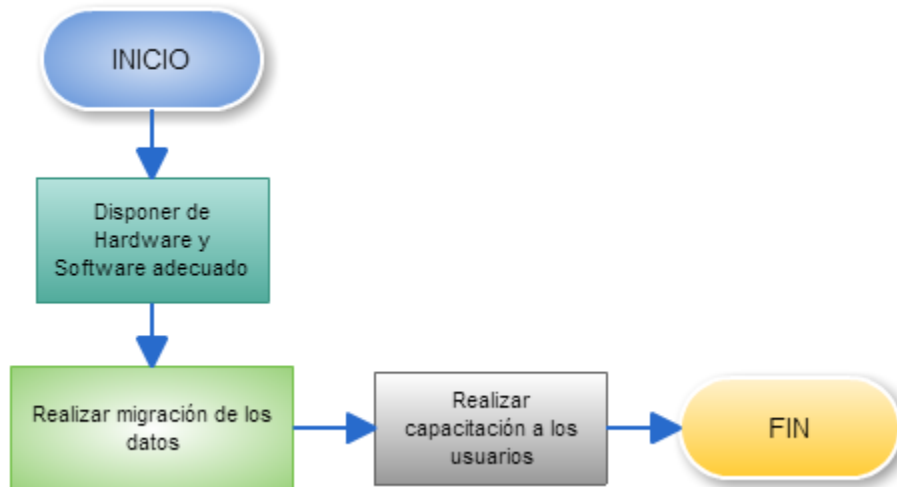 INICIO
Disponer de
Hardware y
Software adecuado
Realizar migración de los
datos
Realizar
capacitación a los
usuarios
FIN